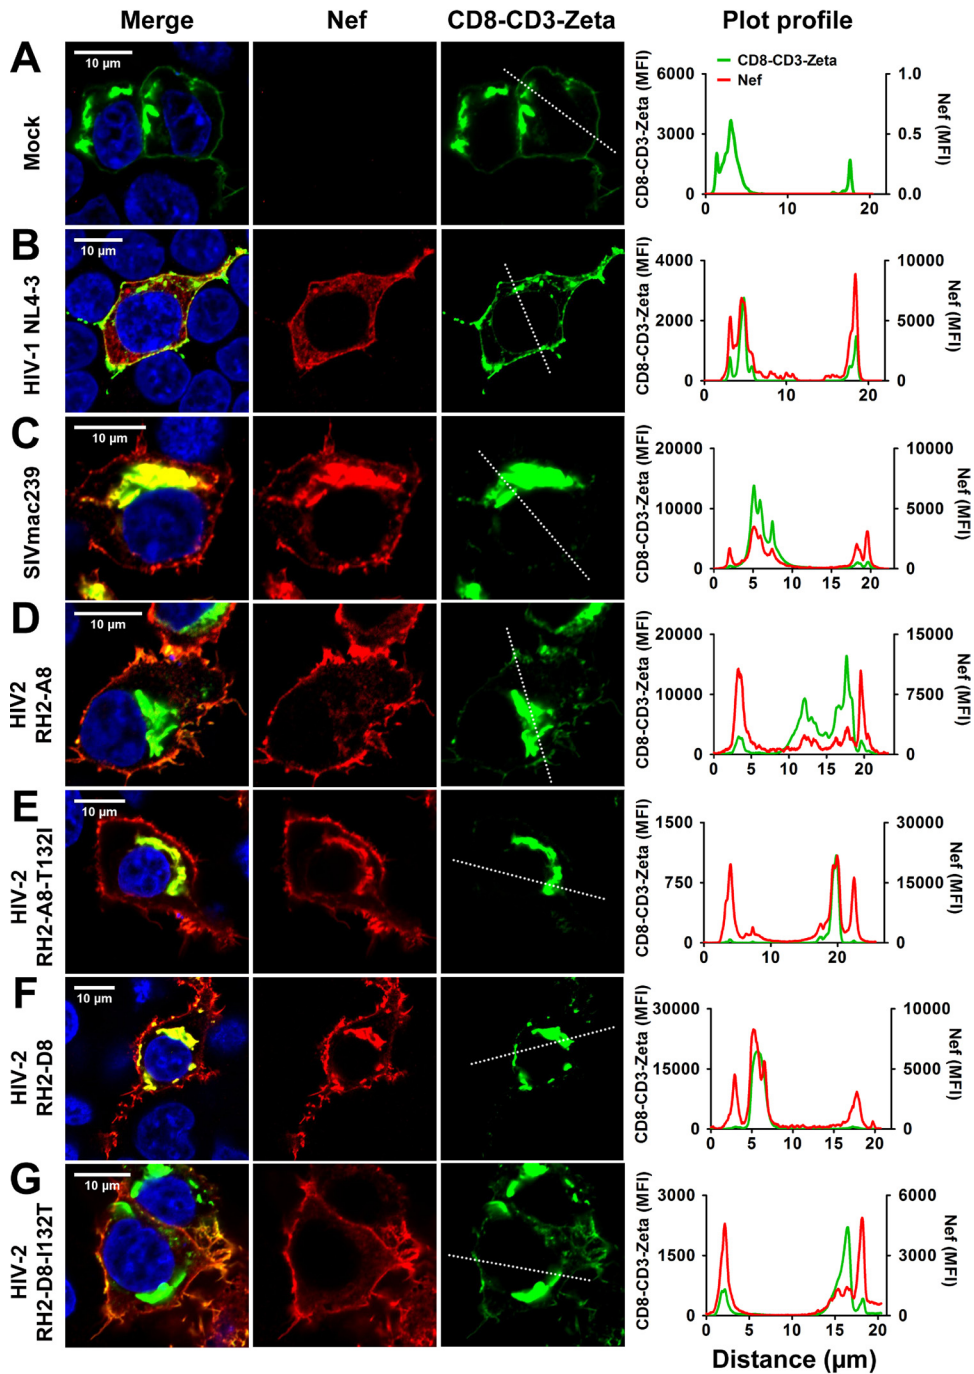 Merge Nef CD8-CD3-Zeta Plot profile
A
Mock
10 µm
CD8-CD3-Zeta (MFI)
6000
3000
0
CD8-CD3-Zeta
Nef
1.0
0.5
0.0
Nef (MFI)
0 10 20
B
HIV-1 NL4-3
10 µm
CD8-CD3-Zeta (MFI)
4000
2000
0
10000
5000
0
Nef (MFI)
0 5 10 15 20
C
SIVmac239
10 µm
CD8-CD3-Zeta (MFI)
20000
10000
0
10000
5000
0
Nef (MFI)
0 5 10 15 20
D
HIV2
RH2-A8
10 µm
CD8-CD3-Zeta (MFI)
20000
10000
0
15000
7500
0
Nef (MFI)
0 5 10 15 20
E
HIV-2
RH2-A8-T132I
10 µm
CD8-CD3-Zeta (MFI)
1500
750
0
30000
15000
0
Nef (MFI)
0 10 20
F
HIV-2
RH2-D8
10 µm
CD8-CD3-Zeta (MFI)
30000
15000
0
10000
5000
0
Nef (MFI)
0 5 10 15 20
G
HIV-2
RH2-D8-I132T
10 µm
CD8-CD3-Zeta (MFI)
3000
1500
0
6000
3000
0
Nef (MFI)
0 5 10 15 20
Distance (µm)